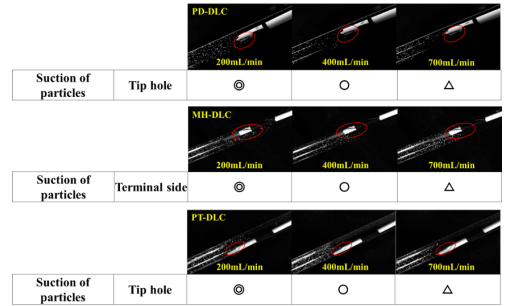 PD-DLC
200mL/min 400mL/min 700mL/min
Suction of particles Tip hole ◎ ○ △
MH-DLC
200mL/min 400mL/min 700mL/min
Suction of particles Terminal side ◎ ○ △
PT-DLC
200mL/min 400mL/min 700mL/min
Suction of particles Tip hole ◎ ○ △